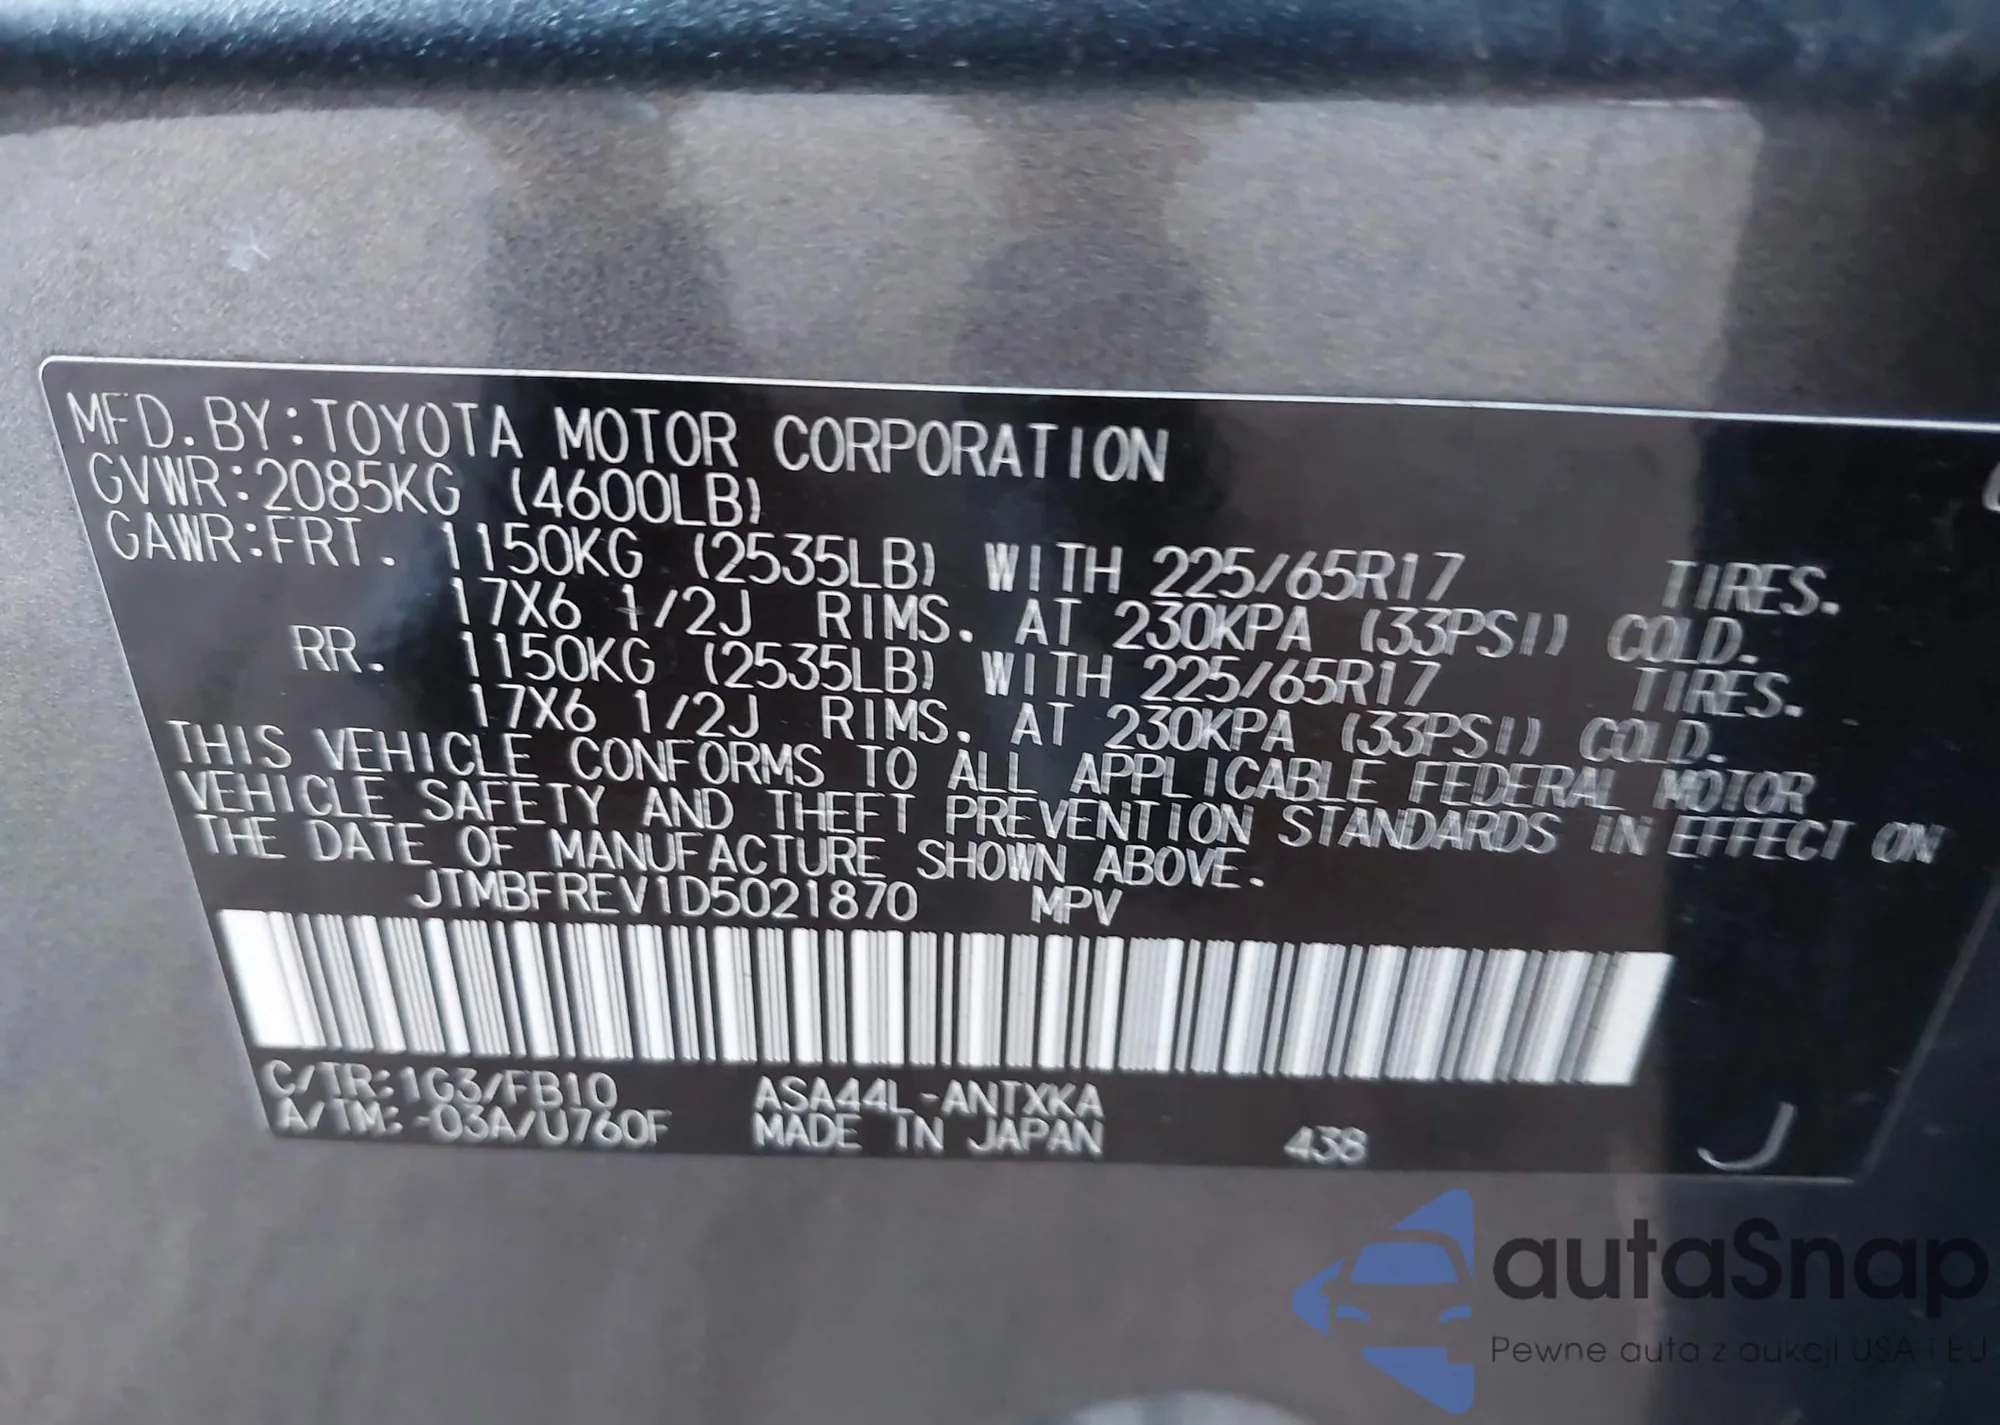 MFD.BY:TOYOTA MOTOR CORPORATION
GVWR:2085KG (4600LB)
GAWR:FRT. 1150KG (2535LB) WITH 225/65R17 TIRES.
17X6 1/2J RIMS. AT 230KPA (33PSI) COLD.
RR. 1150KG (2535LB) WITH 225/65R17 TIRES.
17X6 1/2J RIMS. AT 230KPA (33PSI) COLD.
THIS VEHICLE CONFORMS TO ALL APPLICABLE FEDERAL MOTOR
VEHICLE SAFETY AND THEFT PREVENTION STANDARDS IN EFFECT ON
THE DATE OF MANUFACTURE SHOWN ABOVE.
JTMBFREV1D5021870 MPV
C/TR:1G3/FB10 ASA44L-ANTXKA
A/TM:-03A/U760F MADE IN JAPAN 438 J
autaSnap
Pewne auta z aukcji USA i EJ